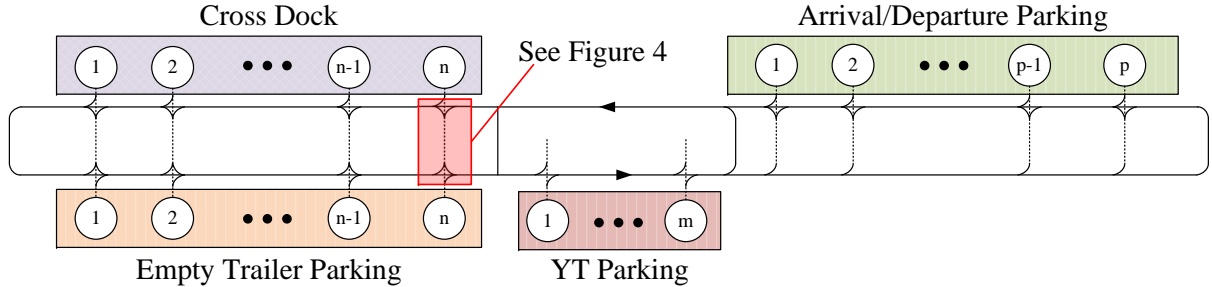 Cross Dock
Arrival/Departure Parking
See Figure 4
1 2 ••• n-1 n
1 2 ••• p-1 p
1 2 ••• n-1 n
1 ••• m
Empty Trailer Parking
YT Parking